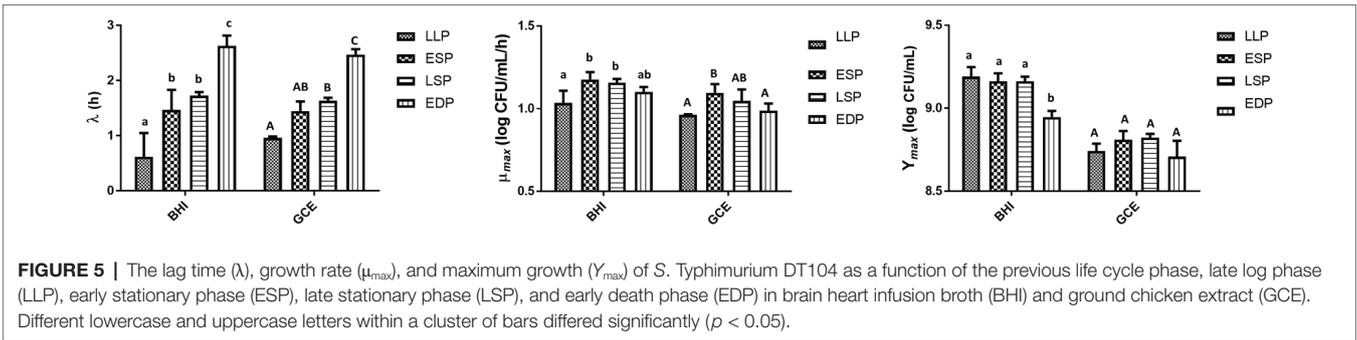 3
2
1
0
λ (h)
a
b
b
c
A
AB
B
C
BHI
GCE
LLP
ESP
LSP
EDP
1.5
1.0
0.5
μmax (log CFU/mL/h)
a
b
b
ab
A
B
AB
A
BHI
GCE
LLP
ESP
LSP
EDP
9.5
9.0
8.5
Ymax (log CFU/mL)
a
a
a
b
A
A
A
A
BHI
GCE
LLP
ESP
LSP
EDP
FIGURE 5 | The lag time (λ), growth rate (μmax), and maximum growth (Ymax) of S. Typhimurium DT104 as a function of the previous life cycle phase, late log phase
(LLP), early stationary phase (ESP), late stationary phase (LSP), and early death phase (EDP) in brain heart infusion broth (BHI) and ground chicken extract (GCE).
Different lowercase and uppercase letters within a cluster of bars differed significantly (p < 0.05).